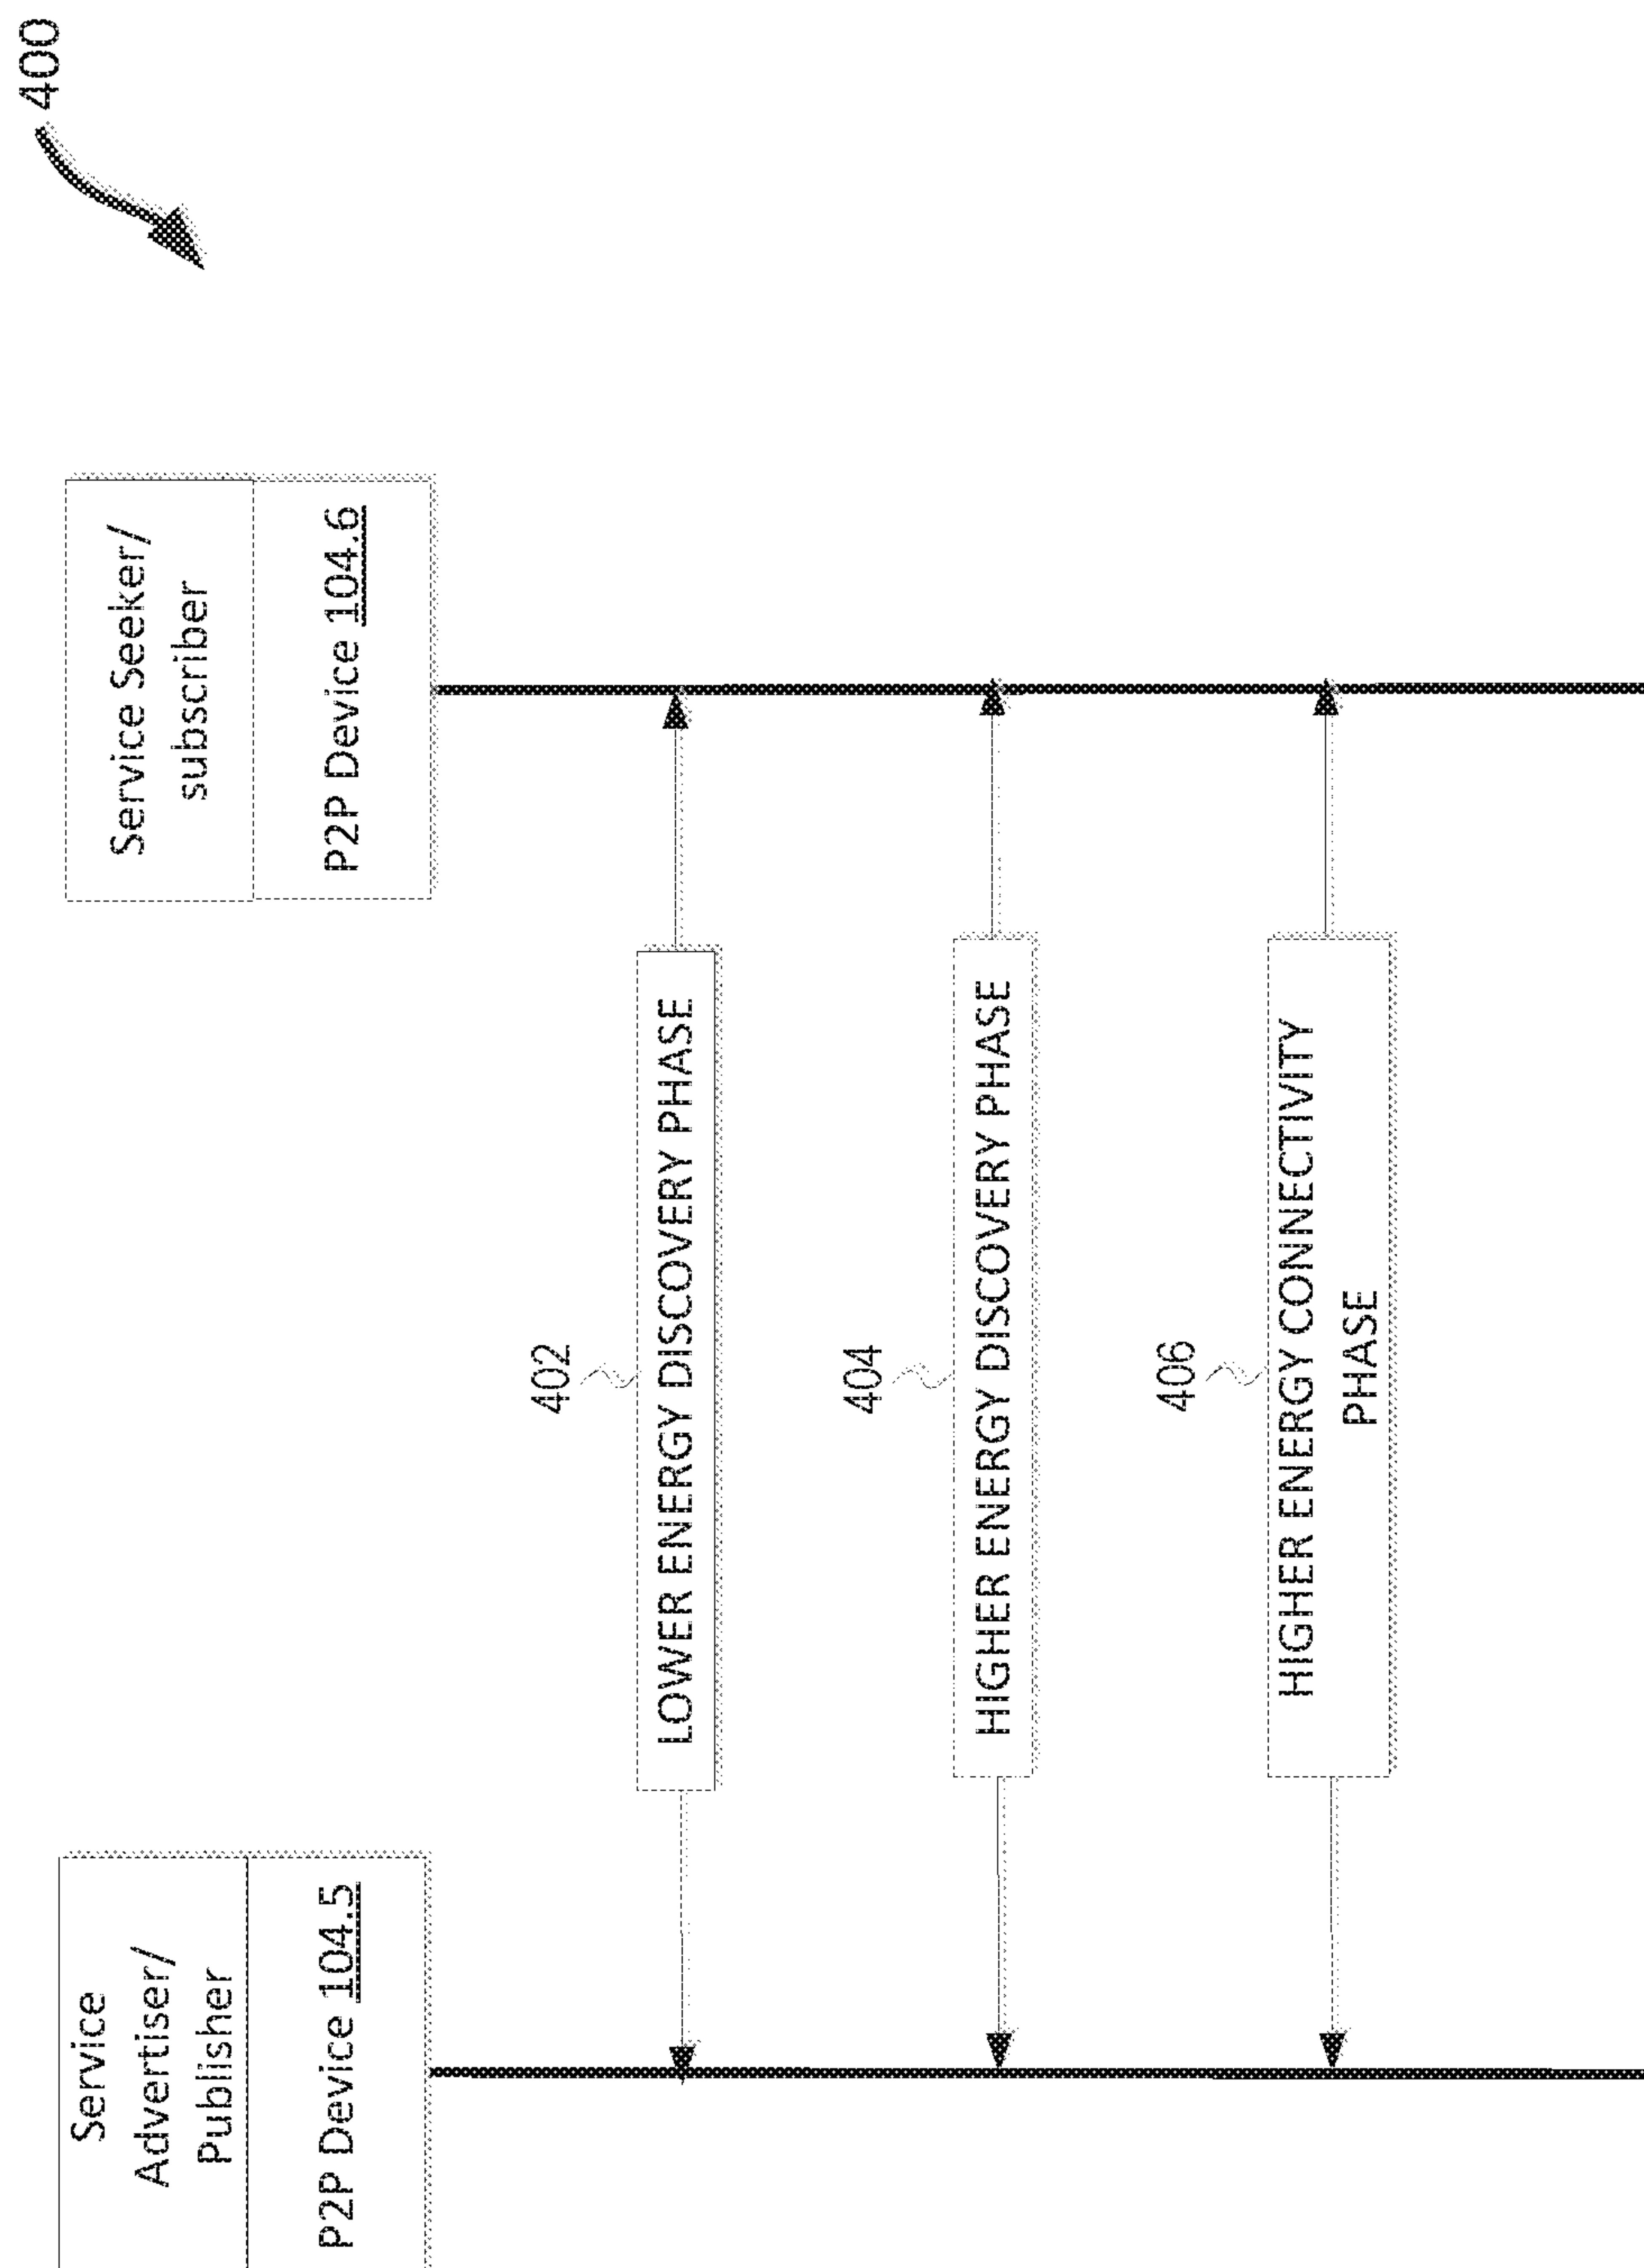 400
Service
Advertiser/
Publisher
P2P Device 104.5
Service Seeker/
subscriber
P2P Device 104.6
402
LOWER ENERGY DISCOVERY PHASE
404
HIGHER ENERGY DISCOVERY PHASE
406
HIGHER ENERGY CONNECTIVITY
PHASE